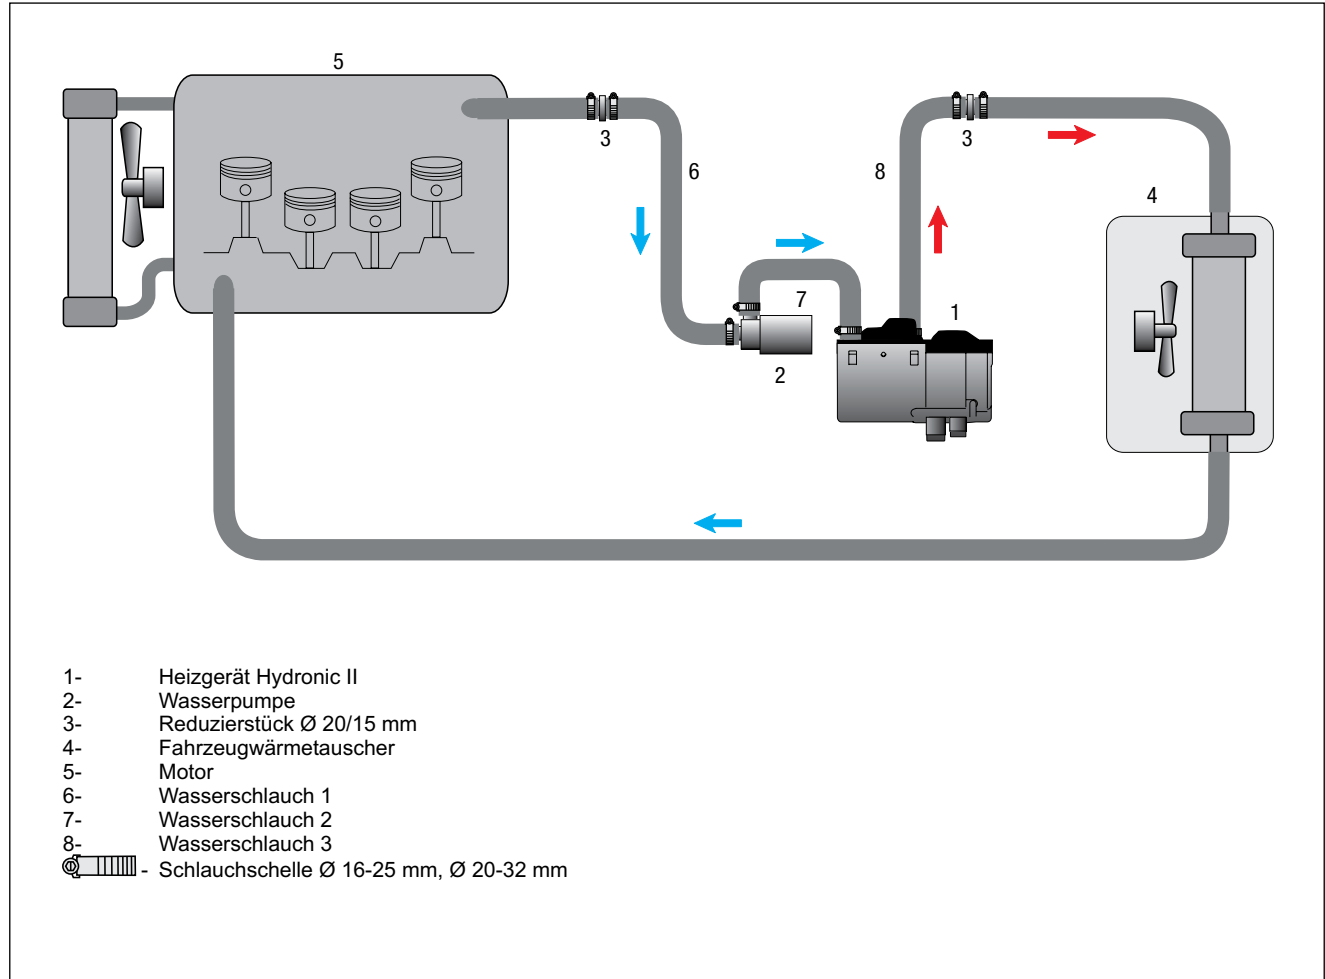 5
3
6
8
3
4
7
1
2
1- Heizgerät Hydronic II
2- Wasserpumpe
3- Reduzierstück Ø 20/15 mm
4- Fahrzeugwärmetauscher
5- Motor
6- Wasserschlauch 1
7- Wasserschlauch 2
8- Wasserschlauch 3
- Schlauchschelle Ø 16-25 mm, Ø 20-32 mm